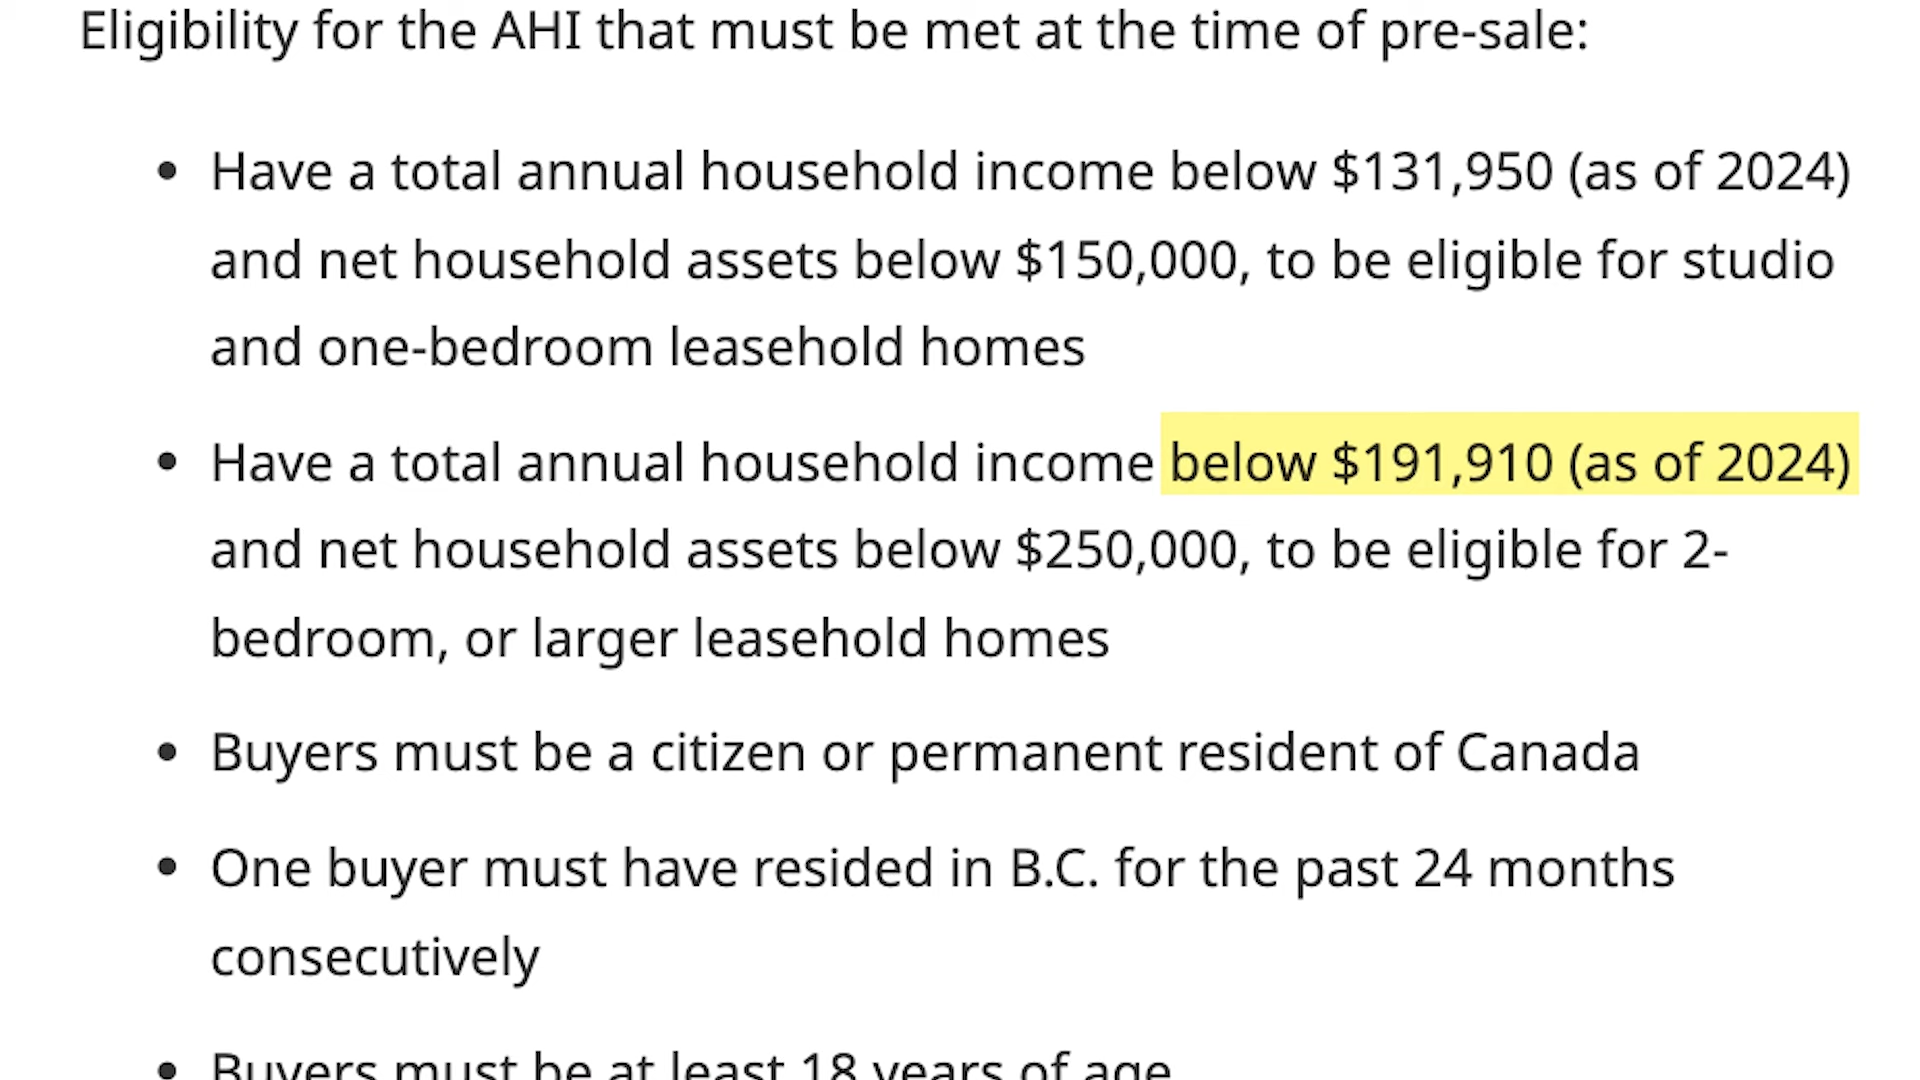 Eligibility for the AHI that must be met at the time of pre-sale:
• Have a total annual household income below $131,950 (as of 2024)
and net household assets below $150,000, to be eligible for studio
and one-bedroom leasehold homes
• Have a total annual household income below $191,910 (as of 2024)
and net household assets below $250,000, to be eligible for 2-
bedroom, or larger leasehold homes
• Buyers must be a citizen or permanent resident of Canada
• One buyer must have resided in B.C. for the past 24 months
consecutively
• Buyers must be at least 18 years of age